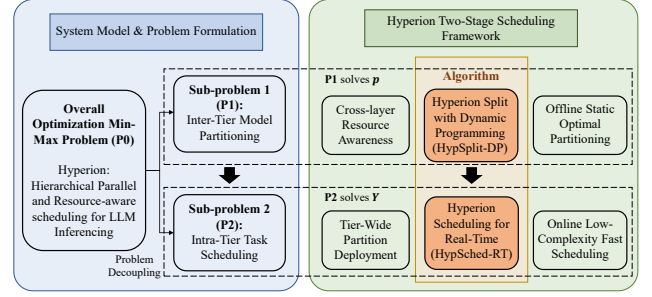 System Model & Problem Formulation
Hyperion Two-Stage Scheduling
Framework
Overall
Optimization Min-
Max Problem (P0)
Hyperion:
Hierarchical Parallel
and Resource-aware
scheduling for LLM
Inferencing
Problem
Decoupling
Sub-problem 1
(P1):
Inter-Tier Model
Partitioning
Sub-problem 2
(P2):
Intra-Tier Task
Scheduling
P1 solves p
Algorithm
Cross-layer
Resource
Awareness
Hyperion Split
with Dynamic
Programming
(HypSplit-DP)
Offline Static
Optimal
Partitioning
P2 solves Y
Tier-Wide
Partition
Deployment
Hyperion
Scheduling for
Real-Time
(HypSched-RT)
Online Low-
Complexity Fast
Scheduling